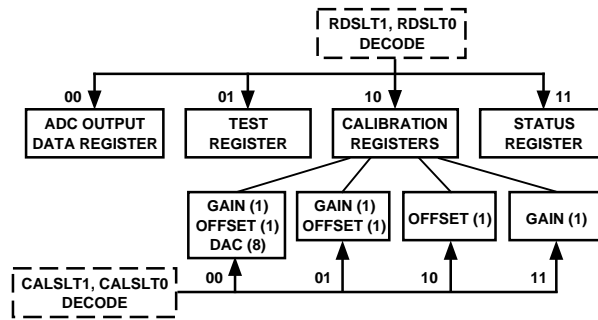 RDSLT1, RDSLT0
DECODE
00
01
10
11
ADC OUTPUT
DATA REGISTER
TEST
REGISTER
CALIBRATION
REGISTERS
STATUS
REGISTER
GAIN (1)
OFFSET (1)
DAC (8)
GAIN (1)
OFFSET (1)
OFFSET (1)
GAIN (1)
CALSLT1, CALSLT0
DECODE
00
01
10
11